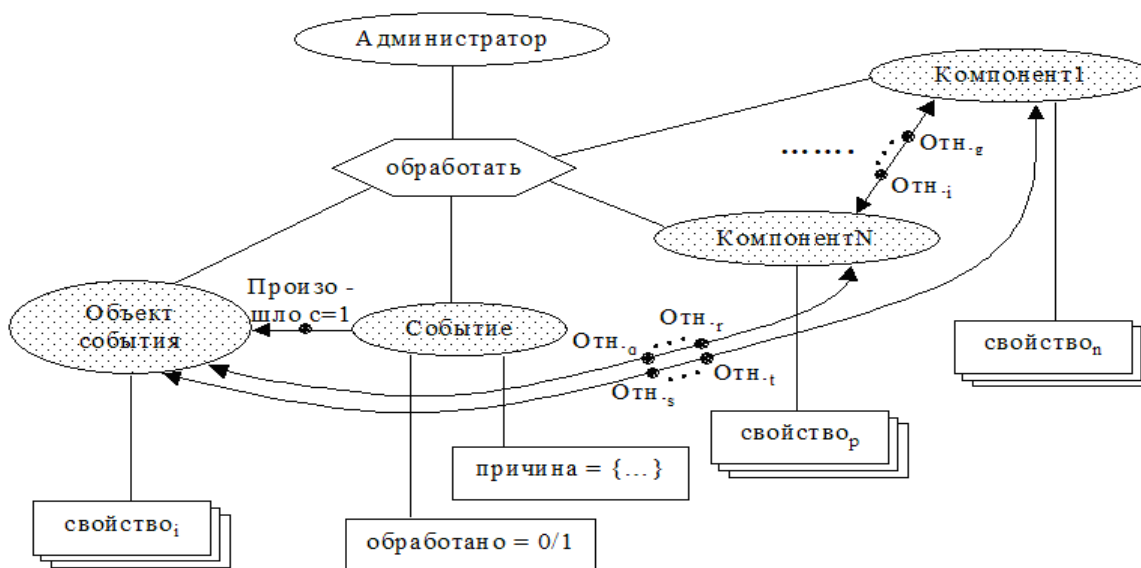 Администратор
Компонент1
Отн.g
.......
обработать
Отн.i
КомпонентN
Произо -
шло с=1
Объект
события
Событие
Отн.r
Отн.q
Отн.t
Отн.s
свойствоn
свойствоp
причина = {...}
свойствоi
обработано = 0/1